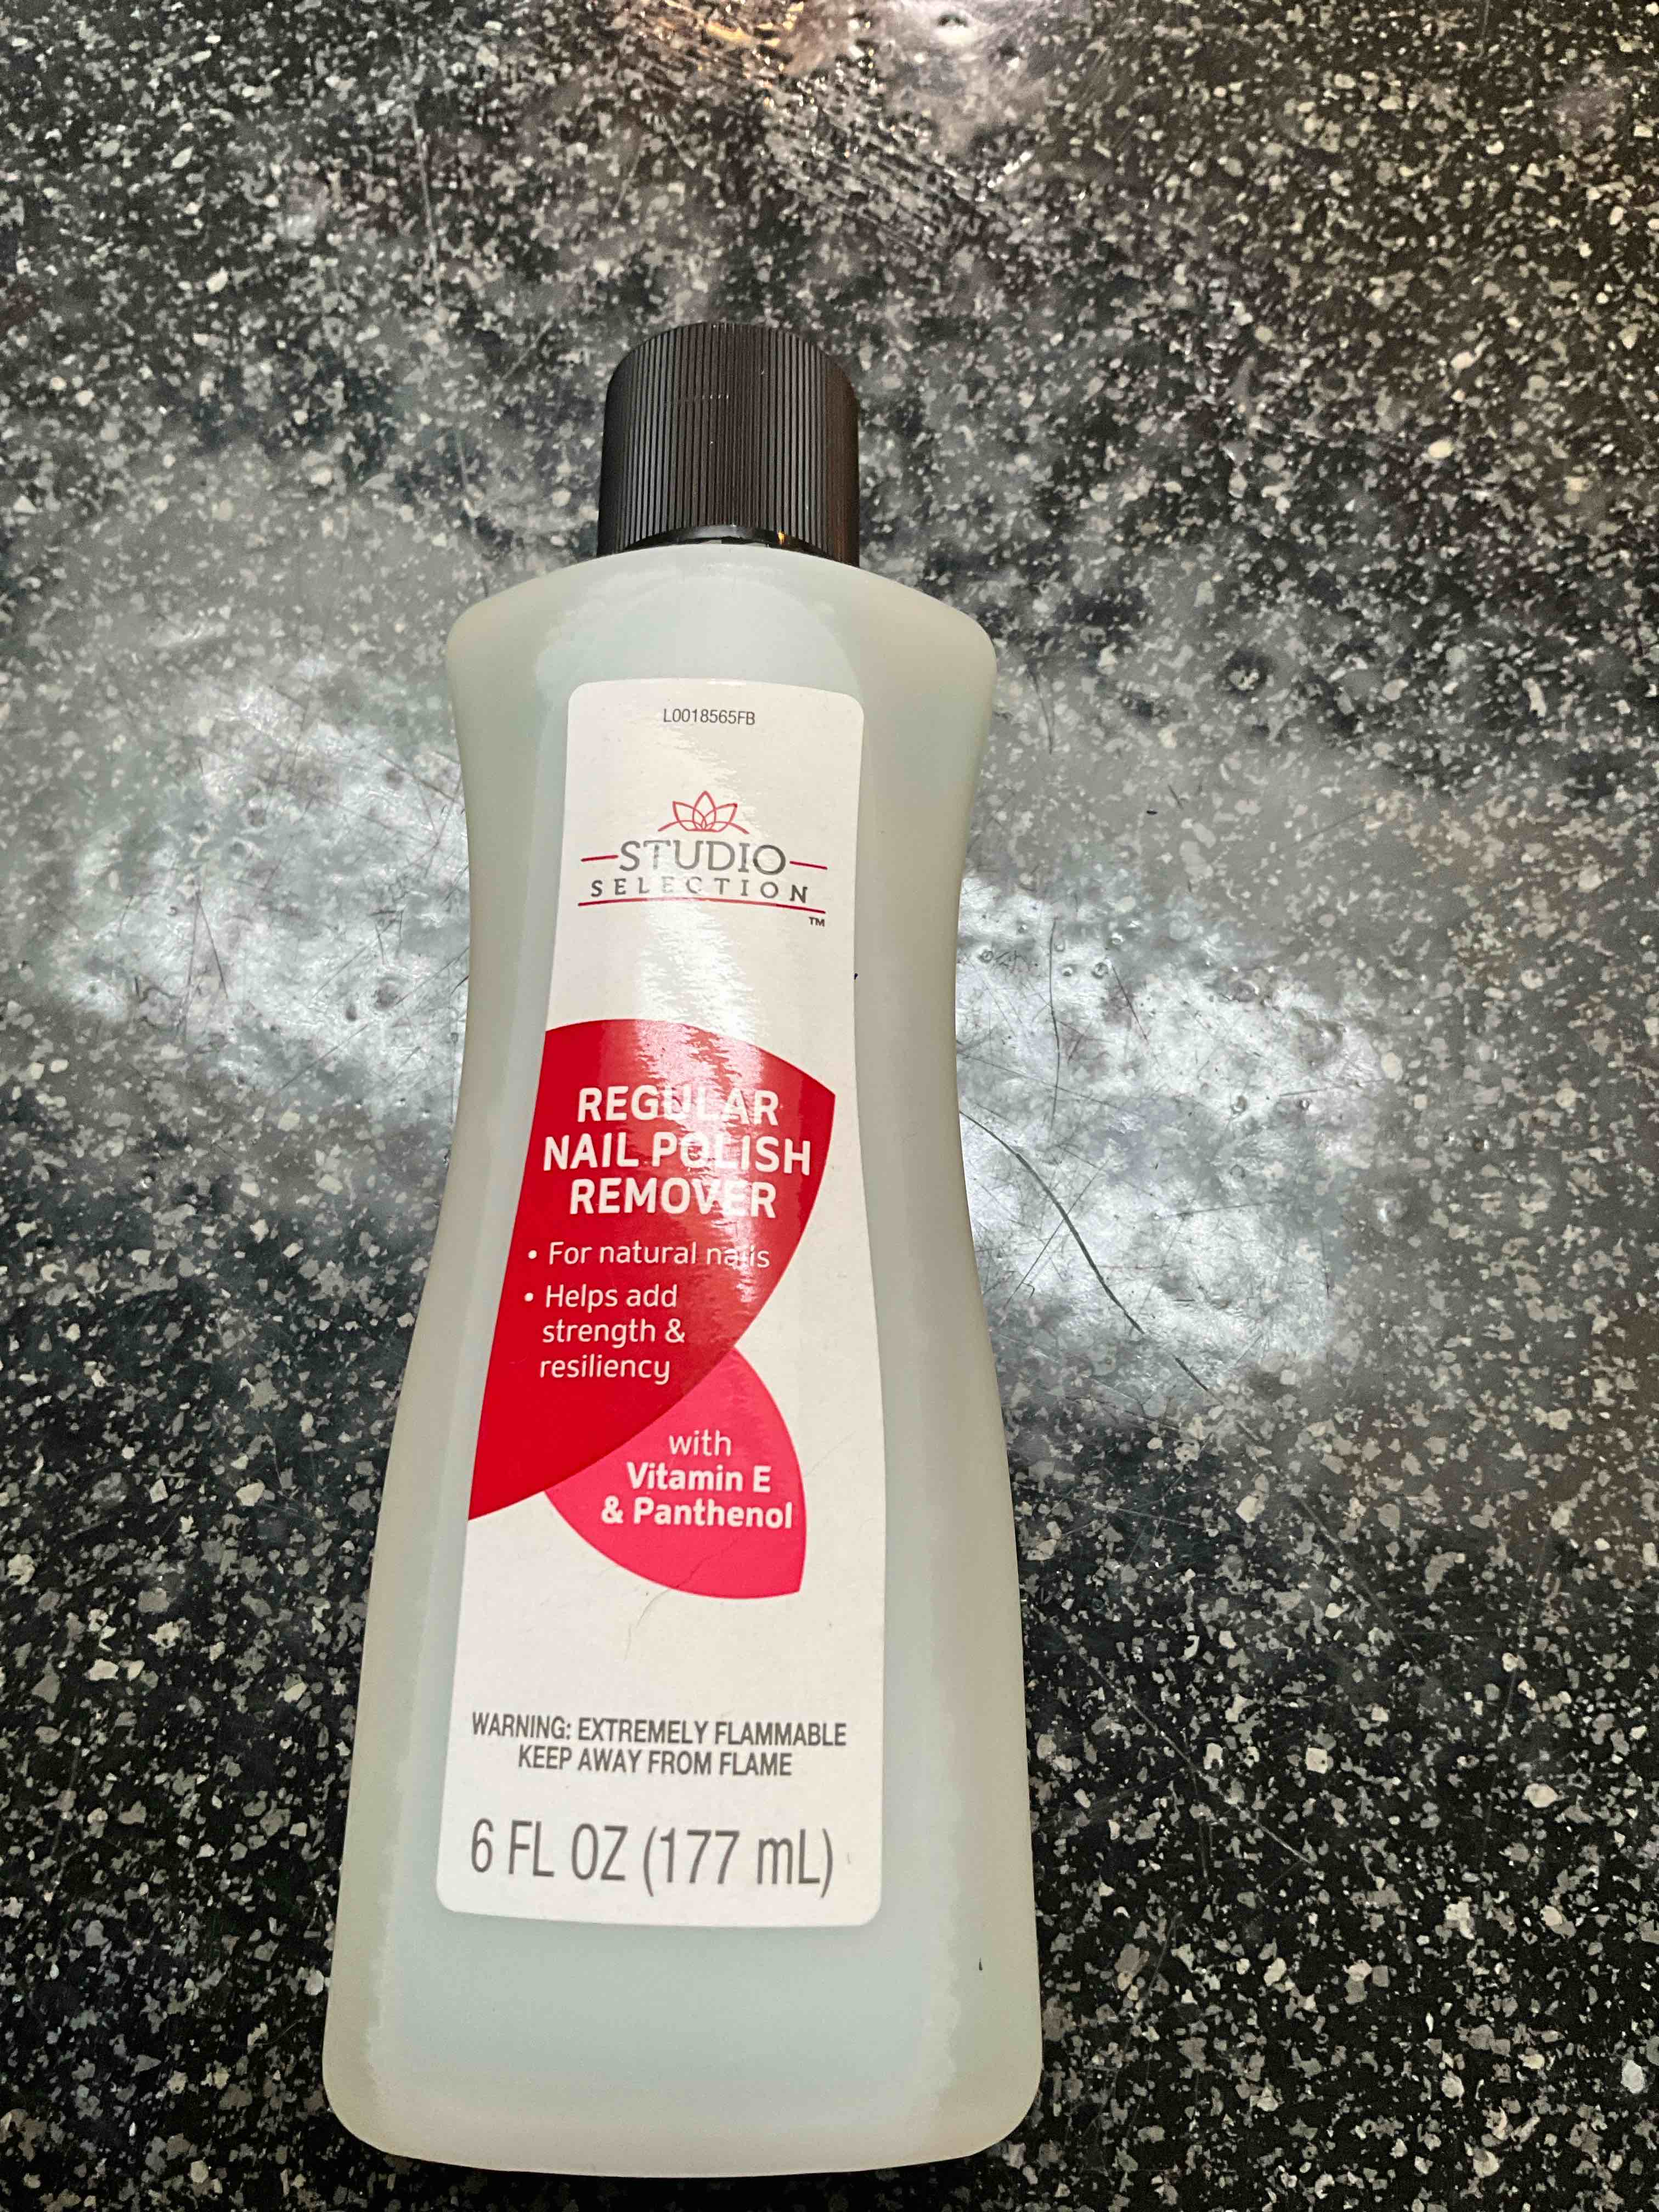 L0018565FB
STUDIO
SELECTION
™
REGULAR
NAIL POLISH
REMOVER
• For natural nails
• Helps add
strength &
resiliency
with
Vitamin E
& Panthenol
WARNING: EXTREMELY FLAMMABLE
KEEP AWAY FROM FLAME
6 FL OZ (177 mL)